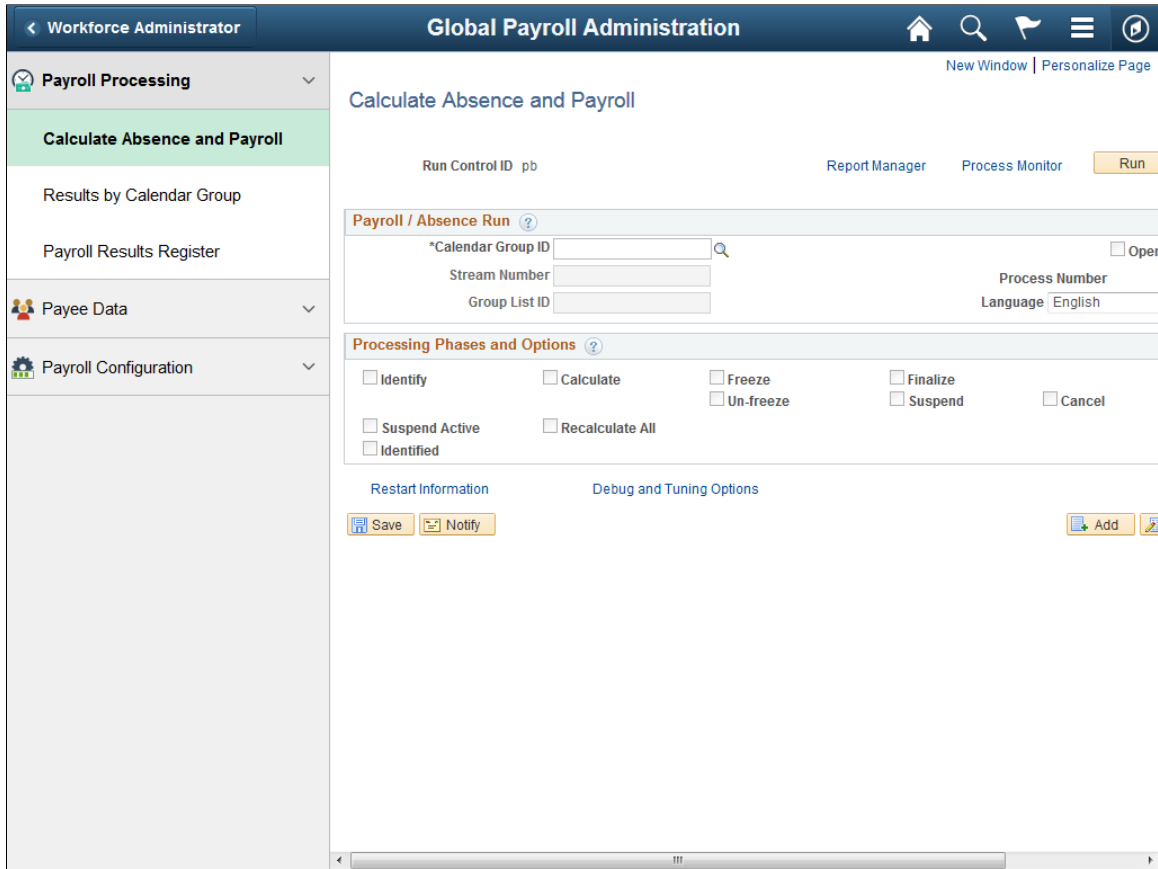 Workforce Administrator
Global Payroll Administration
New Window | Personalize Page
Payroll Processing
Calculate Absence and Payroll
Results by Calendar Group
Payroll Results Register
Payee Data
Payroll Configuration
Calculate Absence and Payroll
Run Control ID pb Report Manager Process Monitor Run
Payroll / Absence Run ?
*Calendar Group ID
Stream Number Process Number
Group List ID Language English
Processing Phases and Options ?
Identify Calculate Freeze Finalize
Un-freeze Suspend Cancel
Suspend Active Recalculate All
Identified
Restart Information Debug and Tuning Options
Save Notify Add